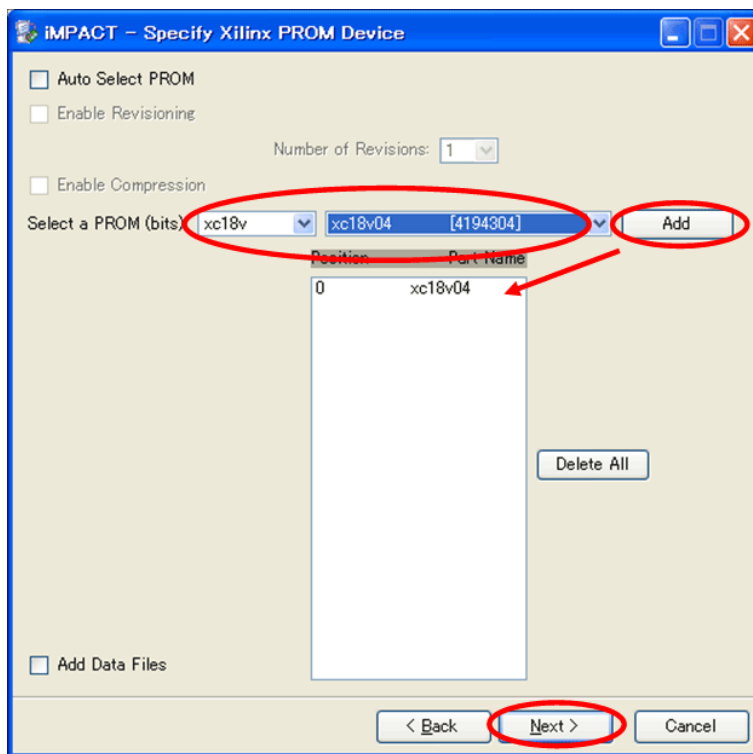 iMPACT - Specify Xilinx PROM Device
Auto Select PROM
Enable Revisioning
Number of Revisions: 1
Enable Compression
Select a PROM (bits) xc18v xc18v04 [4194304] Add
Position Part Name
0 xc18v04
Delete All
Add Data Files
< Back Next > Cancel